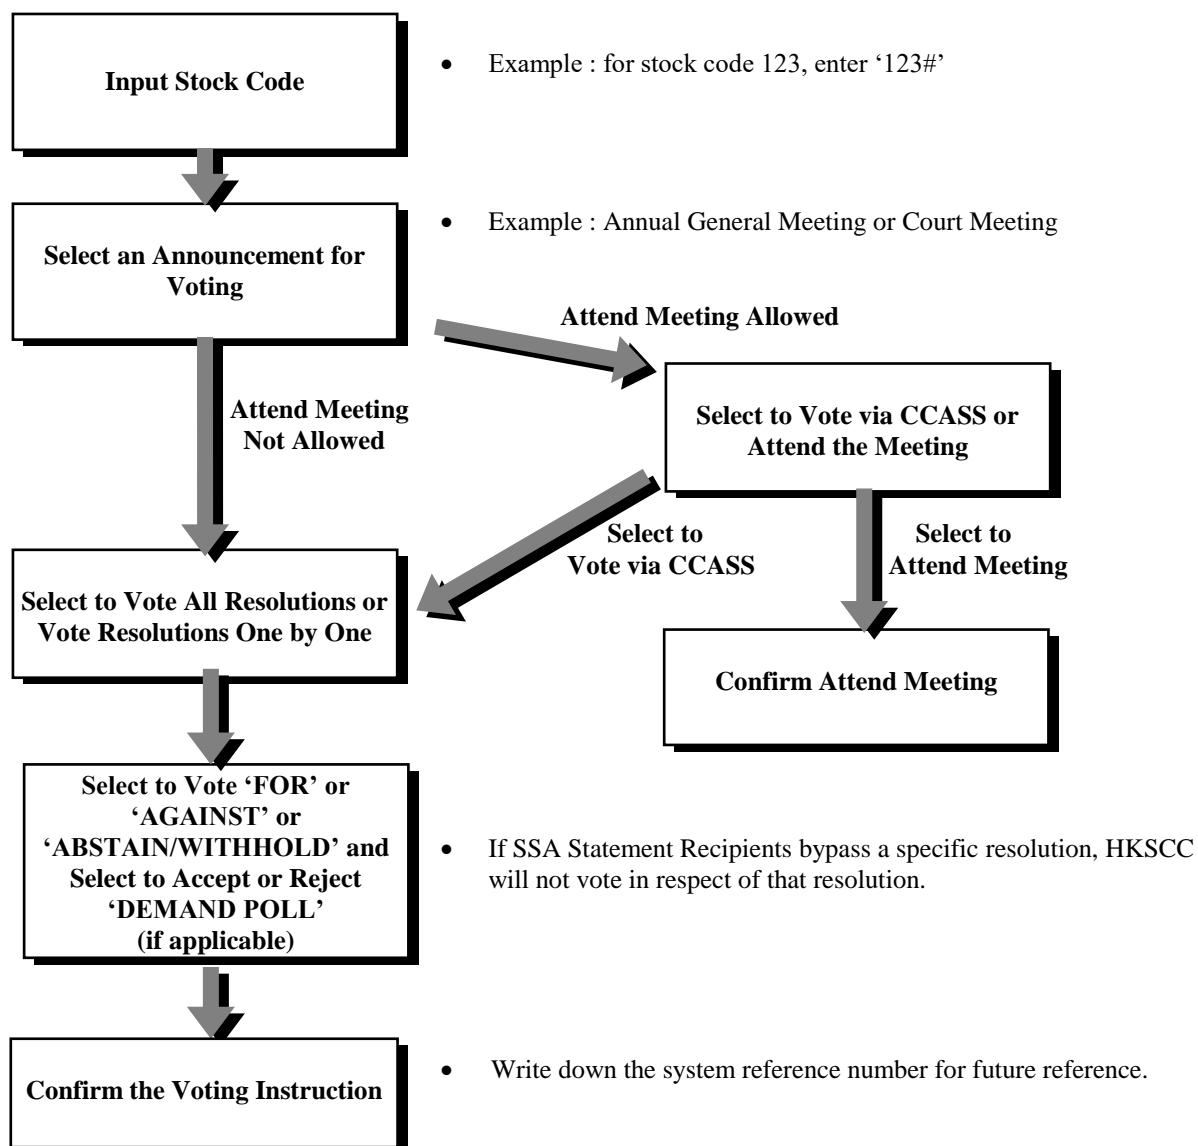 Input Stock Code
• Example : for stock code 123, enter ‘123#’
Select an Announcement for
Voting
• Example : Annual General Meeting or Court Meeting
Attend Meeting Allowed
Attend Meeting
Not Allowed
Select to Vote via CCASS or
Attend the Meeting
Select to
Vote via CCASS
Select to
Attend Meeting
Select to Vote All Resolutions or
Vote Resolutions One by One
Confirm Attend Meeting
Select to Vote ‘FOR’ or
‘AGAINST’ or
‘ABSTAIN/WITHHOLD’ and
Select to Accept or Reject
‘DEMAND POLL’
(if applicable)
• If SSA Statement Recipients bypass a specific resolution, HKSCC
will not vote in respect of that resolution.
Confirm the Voting Instruction
• Write down the system reference number for future reference.